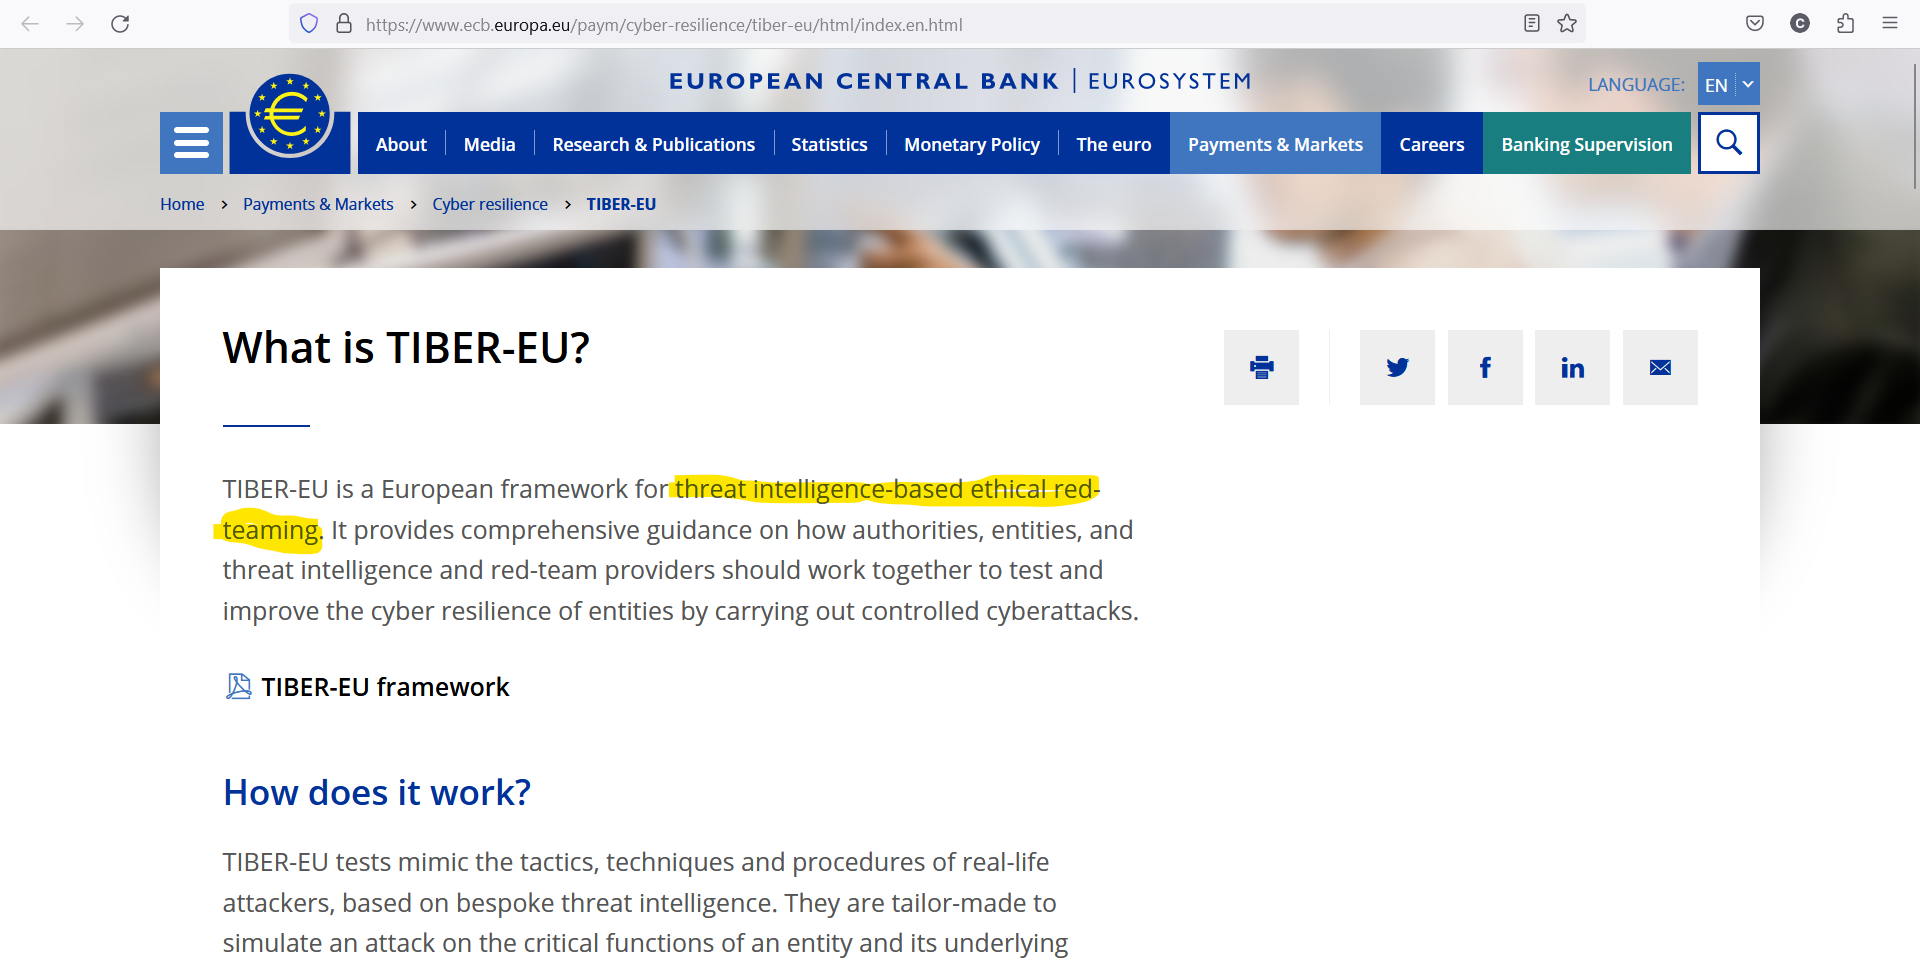 https://www.ecb.europa.eu/paym/cyber-resilience/tiber-eu/html/index.en.html
C
EUROPEAN CENTRAL BANK | EUROSYSTEM
LANGUAGE: EN
€
About Media Research & Publications Statistics Monetary Policy The euro Payments & Markets Careers Banking Supervision
Home > Payments & Markets > Cyber resilience > TIBER-EU
What is TIBER-EU?
f in
TIBER-EU is a European framework for threat intelligence-based ethical red-
teaming. It provides comprehensive guidance on how authorities, entities, and
threat intelligence and red-team providers should work together to test and
improve the cyber resilience of entities by carrying out controlled cyberattacks.
TIBER-EU framework
How does it work?
TIBER-EU tests mimic the tactics, techniques and procedures of real-life
attackers, based on bespoke threat intelligence. They are tailor-made to
simulate an attack on the critical functions of an entity and its underlying